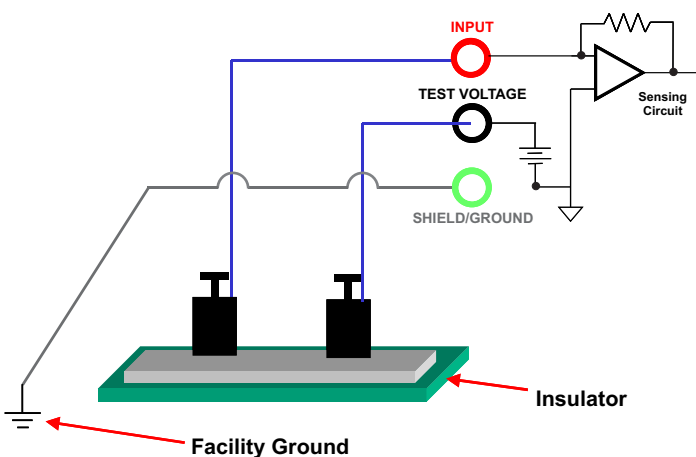 INPUT
TEST VOLTAGE
Sensing
Circuit
SHIELD/GROUND
Insulator
Facility Ground